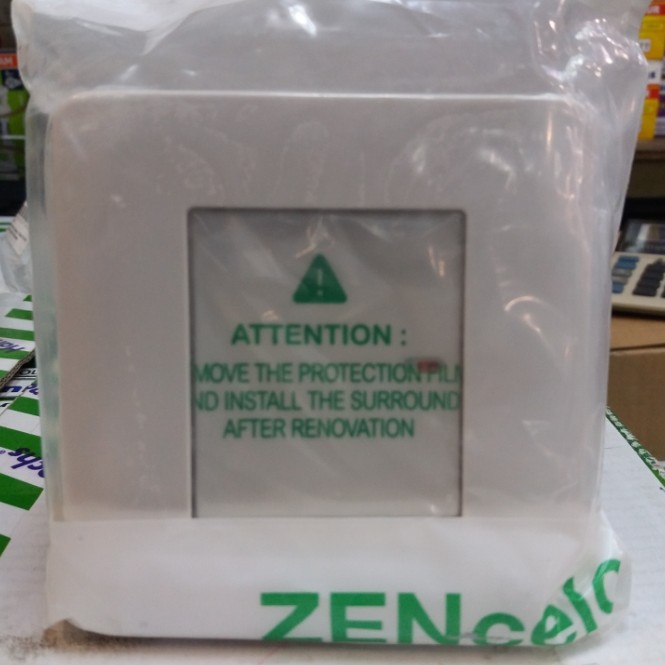 !
ATTENTION :
MOVE THE PROTECTION FIL
ND INSTALL THE SURROUND
AFTER RENOVATION
ZENcelo